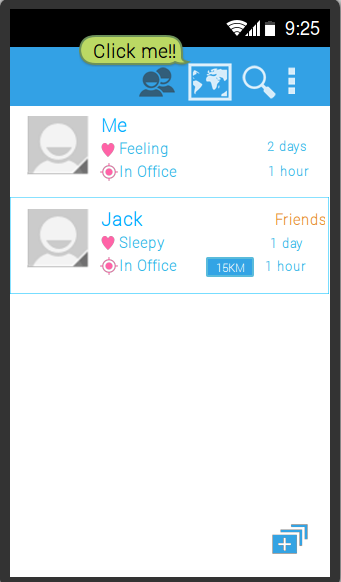 9:25
Click me!!
Me
Feeling 2 days
In Office 1 hour
Jack Friends
Sleepy 1 day
In Office 15KM 1 hour